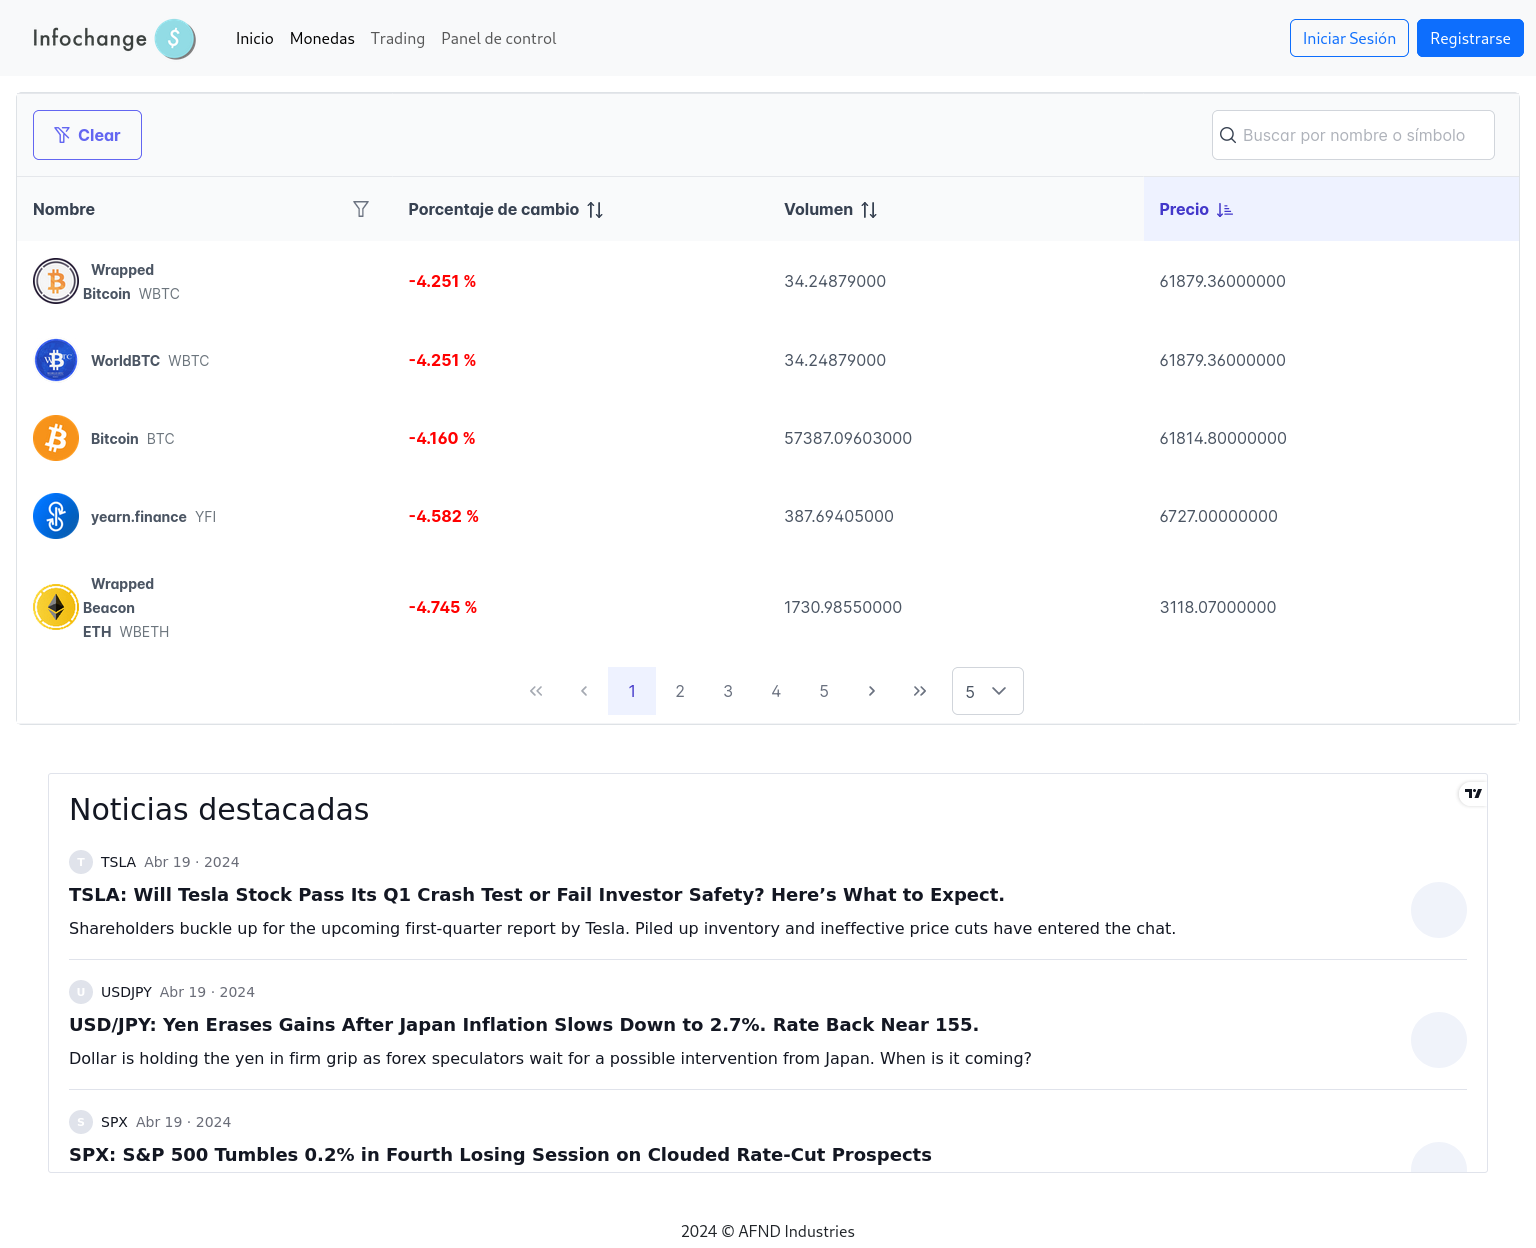 Infochange $ Inicio Monedas Trading Panel de control Iniciar Sesión Registrarse
Clear Buscar por nombre o símbolo
Nombre Porcentaje de cambio Volumen Precio
Wrapped
Bitcoin WBTC -4.251 % 34.24879000 61879.36000000
WorldBTC WBTC -4.251 % 34.24879000 61879.36000000
Bitcoin BTC -4.160 % 57387.09603000 61814.80000000
yearn.finance YFI -4.582 % 387.69405000 6727.00000000
Wrapped
Beacon -4.745 % 1730.98550000 3118.07000000
ETH WBETH
1 2 3 4 5 5
Noticias destacadas
T TSLA Abr 19 · 2024
TSLA: Will Tesla Stock Pass Its Q1 Crash Test or Fail Investor Safety? Here’s What to Expect.
Shareholders buckle up for the upcoming first-quarter report by Tesla. Piled up inventory and ineffective price cuts have entered the chat.
U USDJPY Abr 19 · 2024
USD/JPY: Yen Erases Gains After Japan Inflation Slows Down to 2.7%. Rate Back Near 155.
Dollar is holding the yen in firm grip as forex speculators wait for a possible intervention from Japan. When is it coming?
S SPX Abr 19 · 2024
SPX: S&P 500 Tumbles 0.2% in Fourth Losing Session on Clouded Rate-Cut Prospects
2024 © AFND Industries